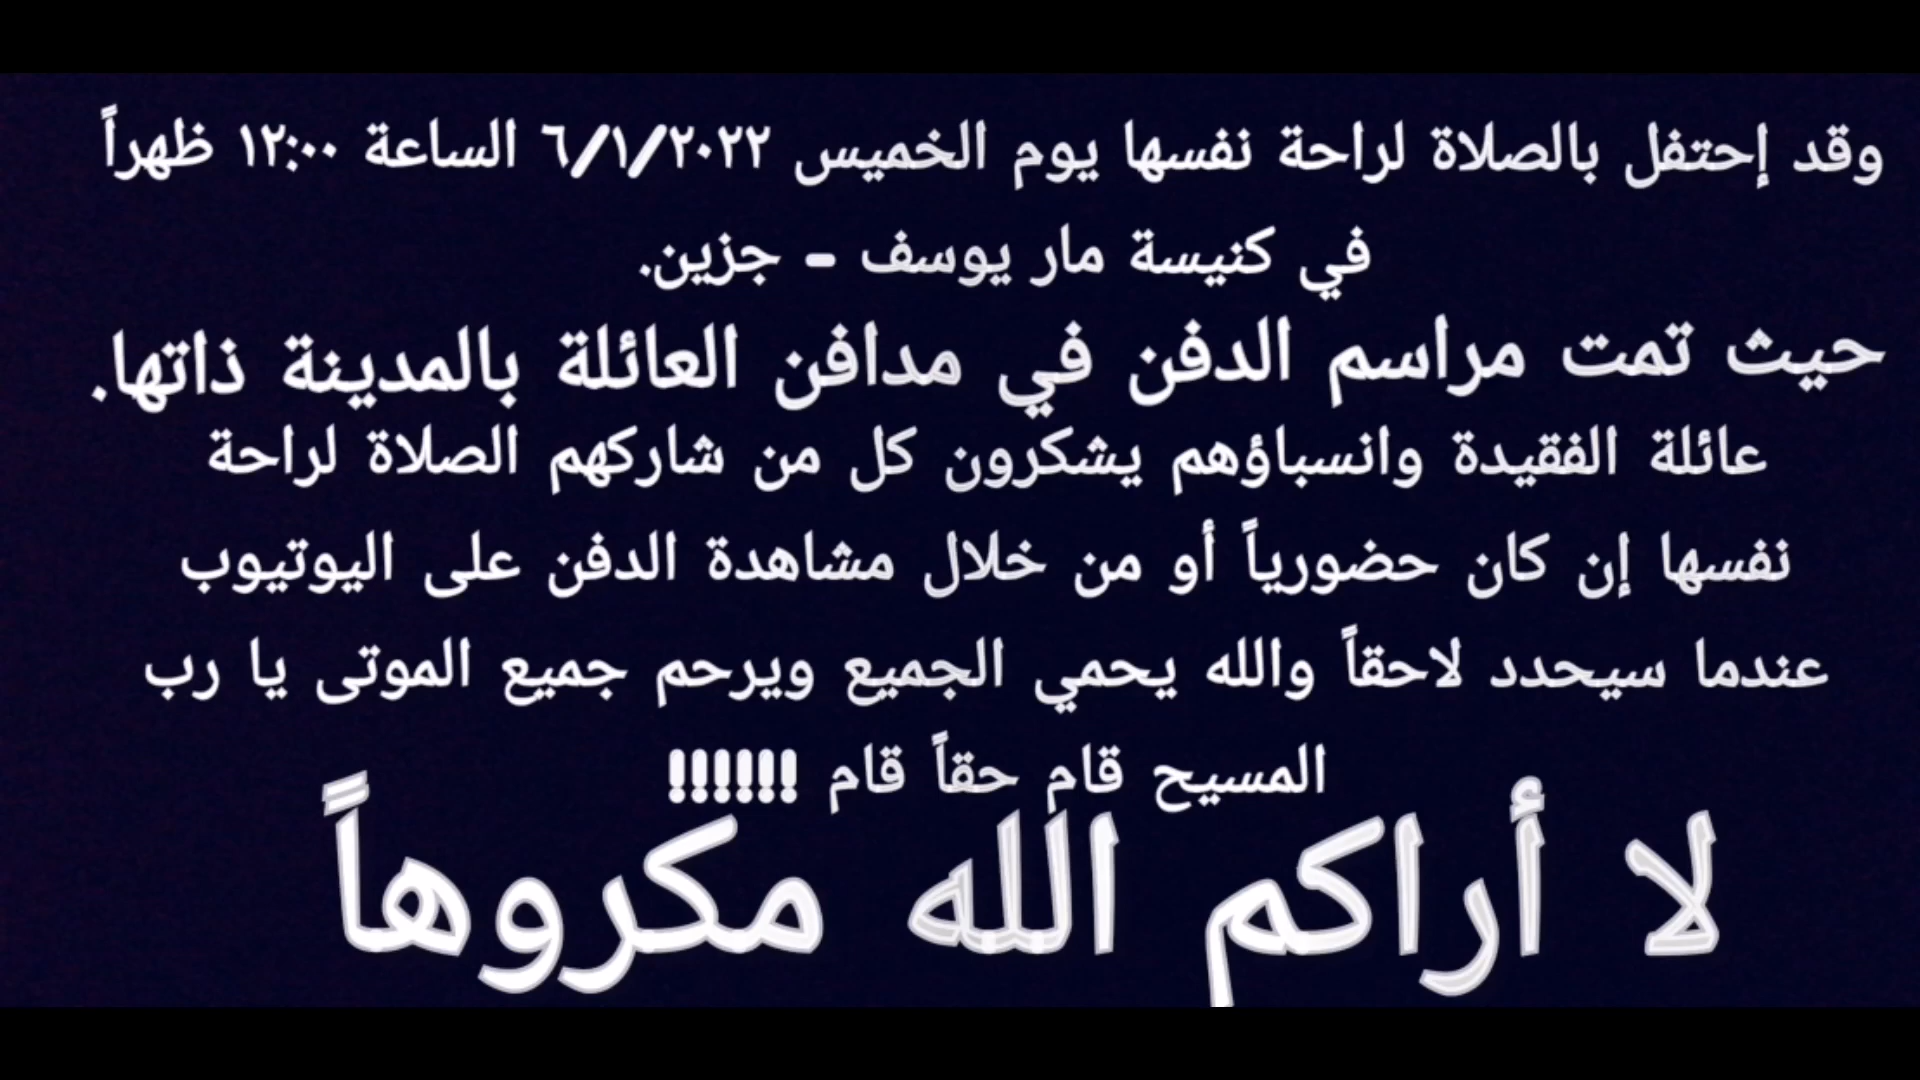 وقد إحتفل بالصلاة لراحة نفسها يوم الخميس ٦/١/٢٠٢٢ الساعة ١٢:٠٠ ظهراً
في كنيسة مار يوسف - جزين.
حيث تمت مراسم الدفن في مدافن العائلة بالمدينة ذاتها.
عائلة الفقيدة وانسباؤهم يشكرون كل من شاركهم الصلاة لراحة
نفسها إن كان حضورياً أو من خلال مشاهدة الدفن على اليوتيوب
عندما سيحدد لاحقاً والله يحمي الجميع ويرحم جميع الموتى يا رب
المسيح قام حقاً قام !!!!!!
لا أراكم الله مكروهاً